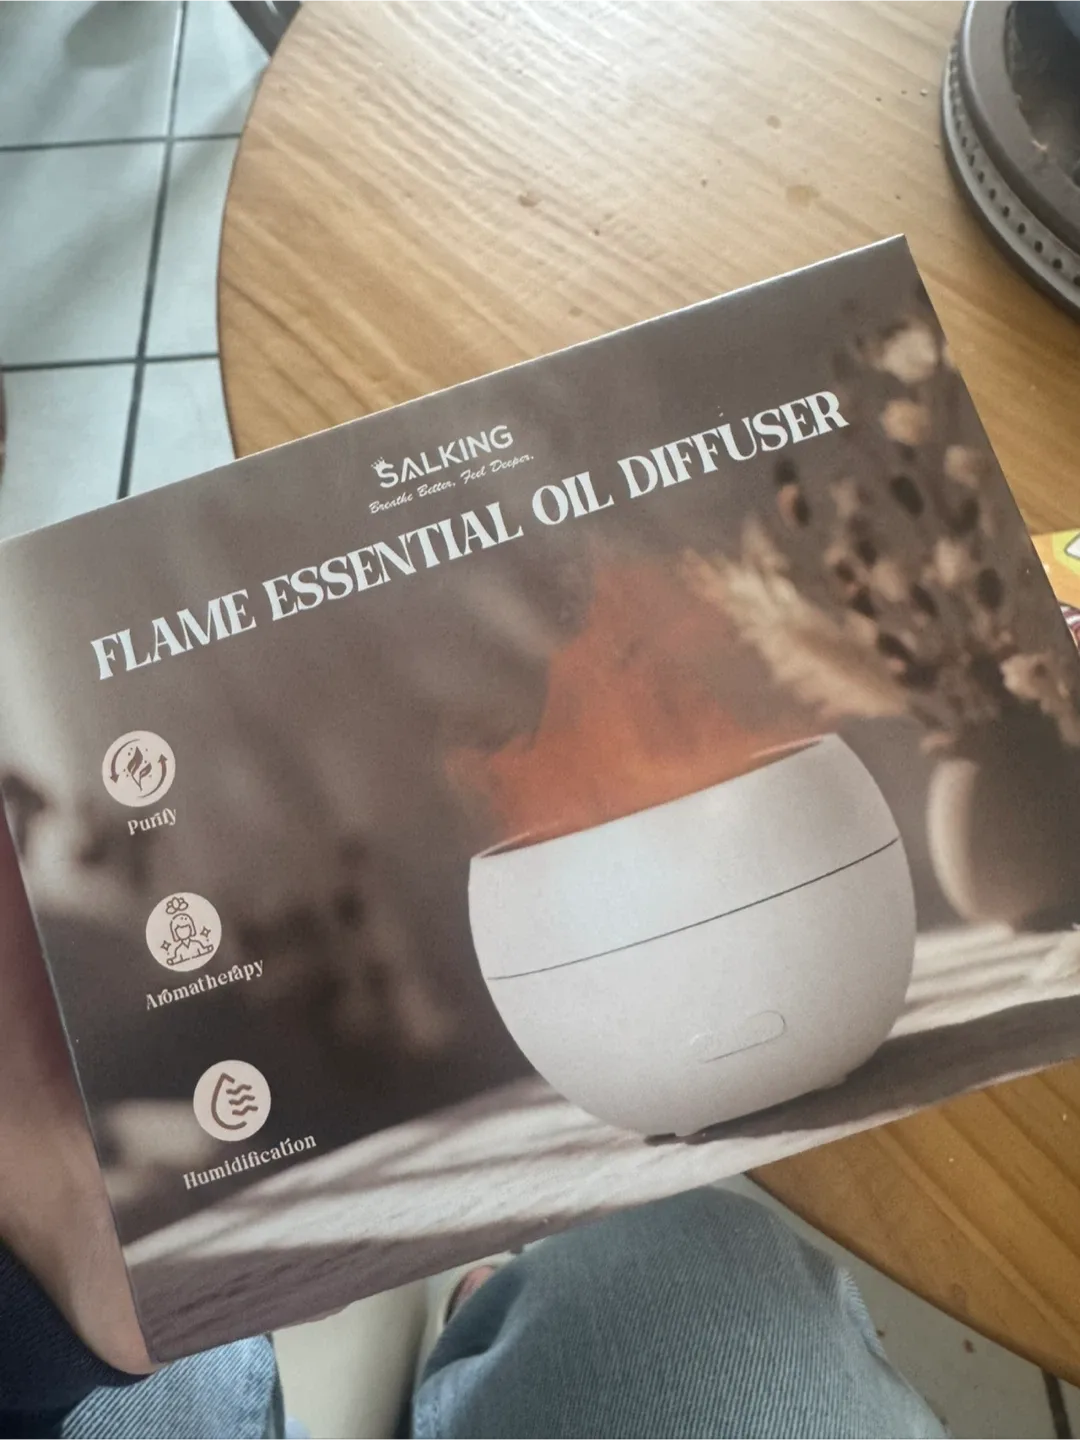 SALKING
Breathe Better, Feel Deeper.
FLAME ESSENTIAL OIL DIFFUSER
Purify
Aromatherapy
Humidification